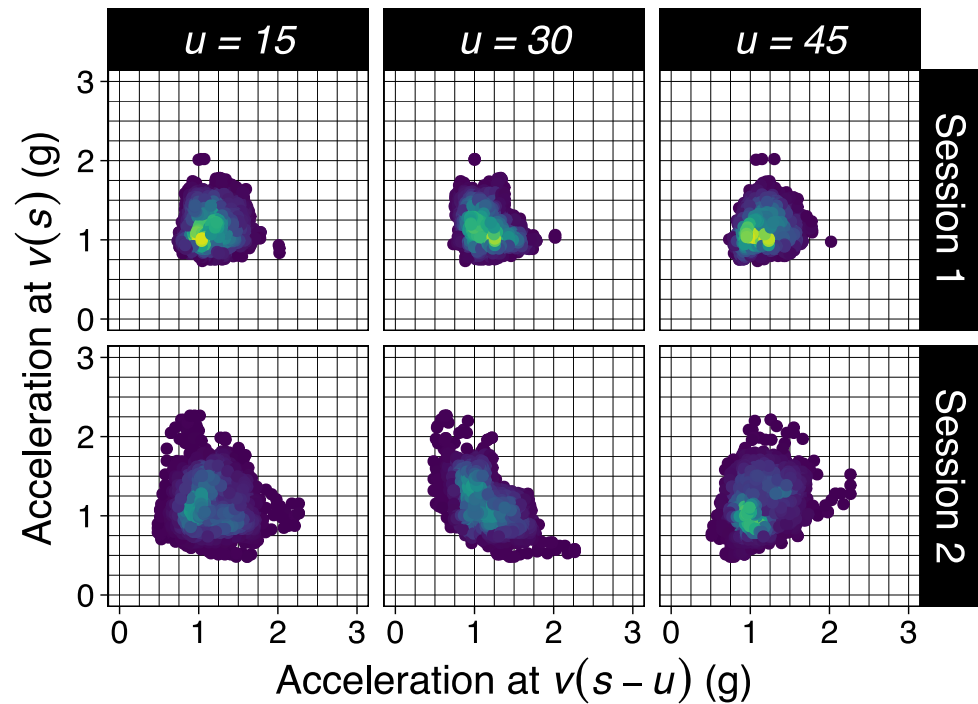 u = 15
u = 30
u = 45
3
2
1
0
Session 1
3
2
1
0
Session 2
Acceleration at v(s) (g)
0 1 2 3
0 1 2 3
0 1 2 3
Acceleration at v(s − u) (g)